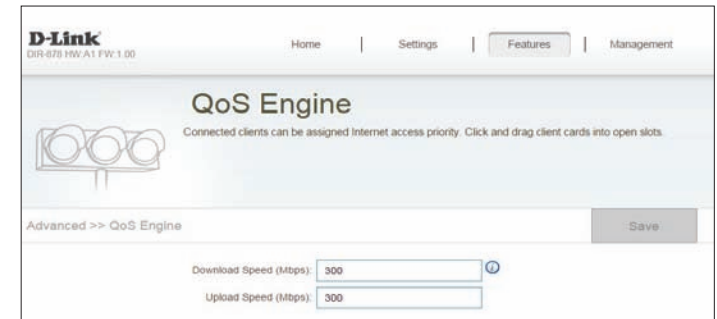 D-Link
DIR-878 HW:A1 FW:1.00
Home | Settings | Features | Management
QoS Engine
Connected clients can be assigned Internet access priority. Click and drag client cards into open slots.
Advanced >> QoS Engine
Save
Download Speed (Mbps): 300
Upload Speed (Mbps): 300